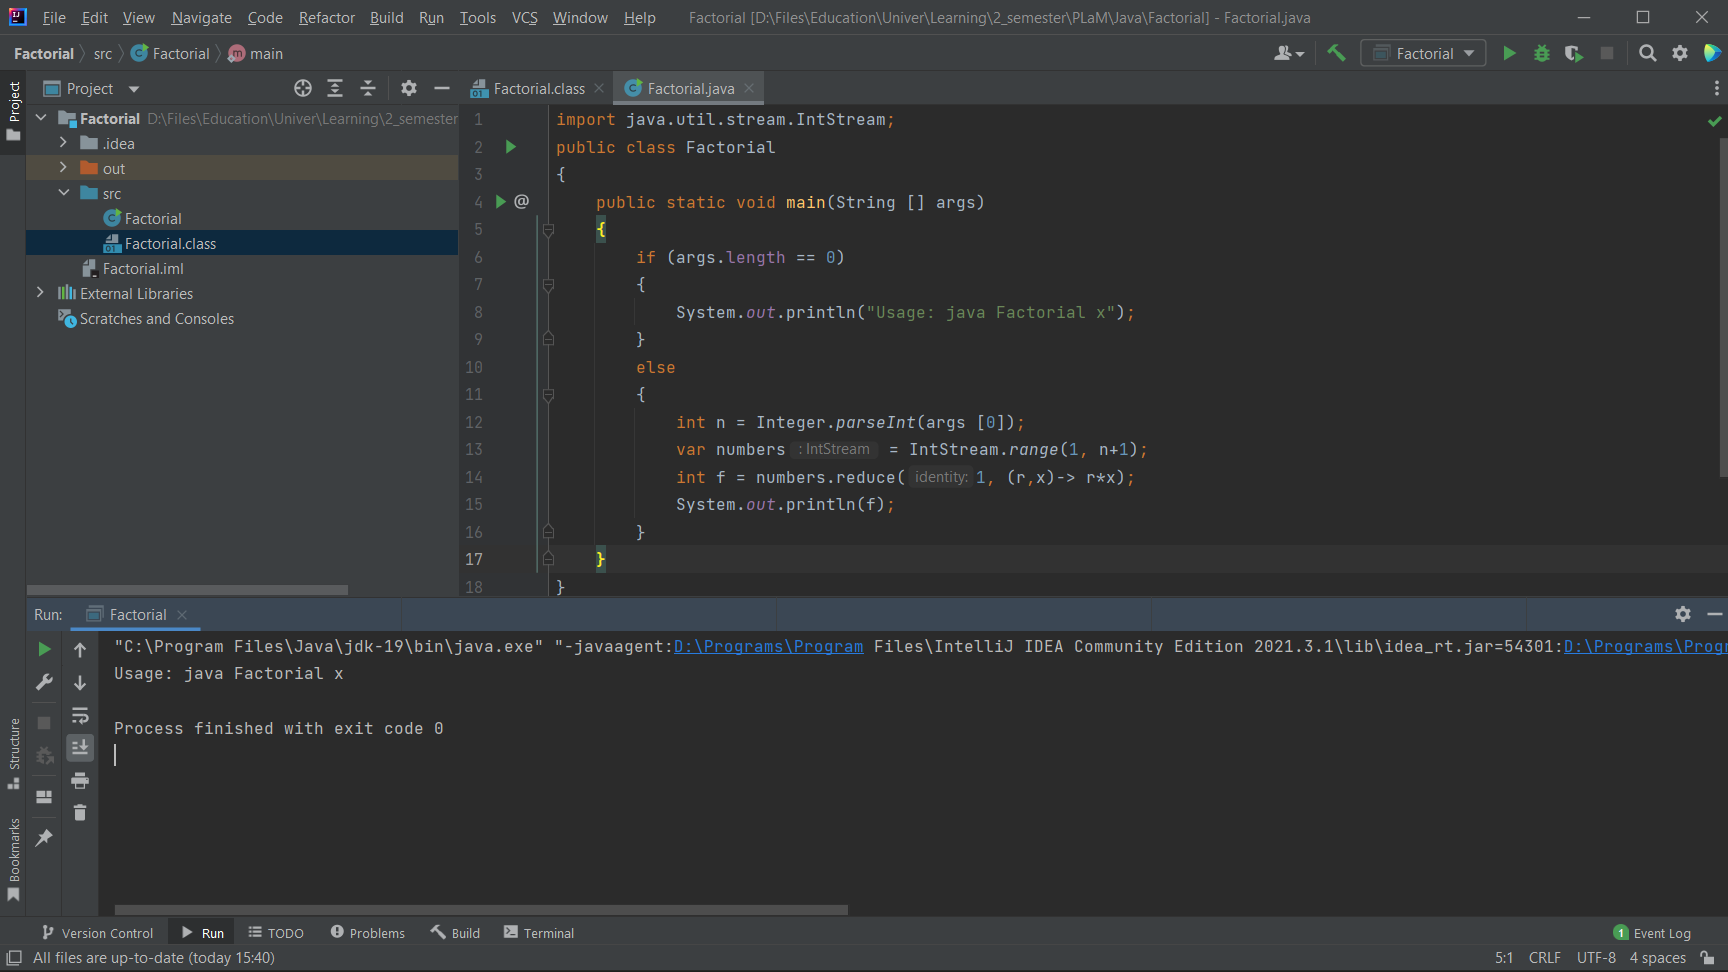 File Edit View Navigate Code Refactor Build Run Tools VCS Window Help Factorial [D:\Files\Education\Univer\Learning\2_semester\PLaM\Java\Factorial] - Factorial.java
Factorial src Factorial m main Factorial
Project
Project Factorial.class Factorial.java
Factorial D:\Files\Education\Univer\Learning\2_semester
.idea
out
src
Factorial
Factorial.class
Factorial.iml
External Libraries
Scratches and Consoles
1 import java.util.stream.IntStream;
2 public class Factorial
3 {
4 @ public static void main(String [] args)
5 {
6 if (args.length == 0)
7 {
8 System.out.println("Usage: java Factorial x");
9 }
10 else
11 {
12 int n = Integer.parseInt(args [0]);
13 var numbers : IntStream = IntStream.range(1, n+1);
14 int f = numbers.reduce( identity: 1, (r,x)-> r*x);
15 System.out.println(f);
16 }
17 }
18 }
Run: Factorial
"C:\Program Files\Java\jdk-19\bin\java.exe" "-javaagent:D:\Programs\Program Files\IntelliJ IDEA Community Edition 2021.3.1\lib\idea_rt.jar=54301:D:\Programs\Progr
Usage: java Factorial x
Process finished with exit code 0
Structure
Bookmarks
Version Control Run TODO Problems Build Terminal 1 Event Log
All files are up-to-date (today 15:40) 5:1 CRLF UTF-8 4 spaces